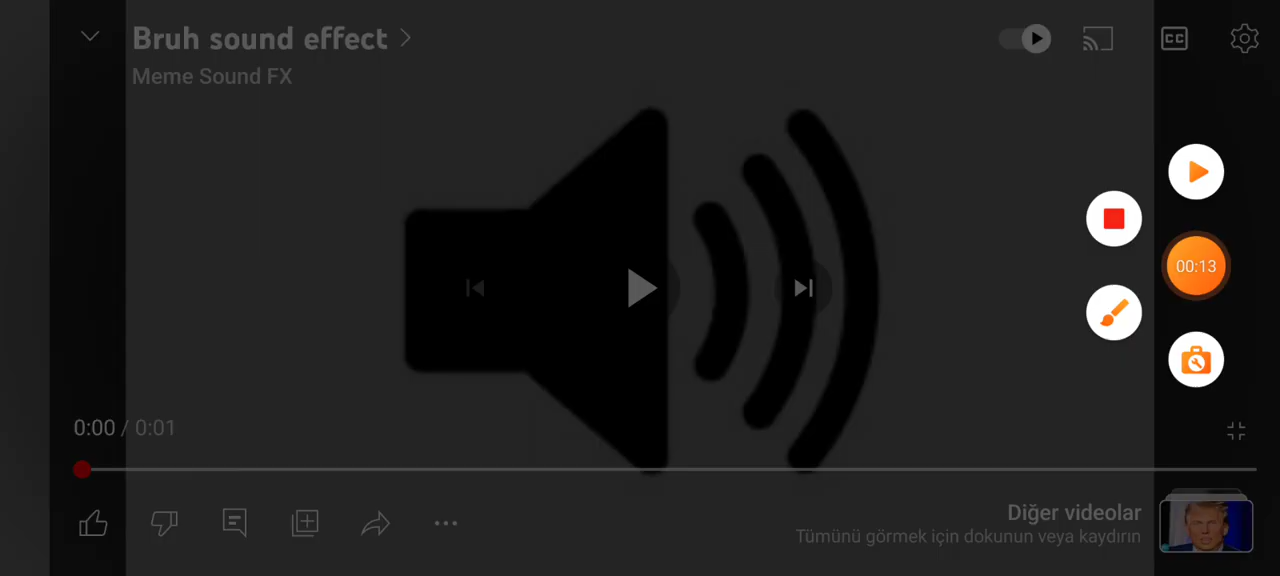 Bruh sound effect
Meme Sound FX
CC
00:13
0:00 / 0:01
Diğer videolar
Tümünü görmek için dokunun veya kaydırın